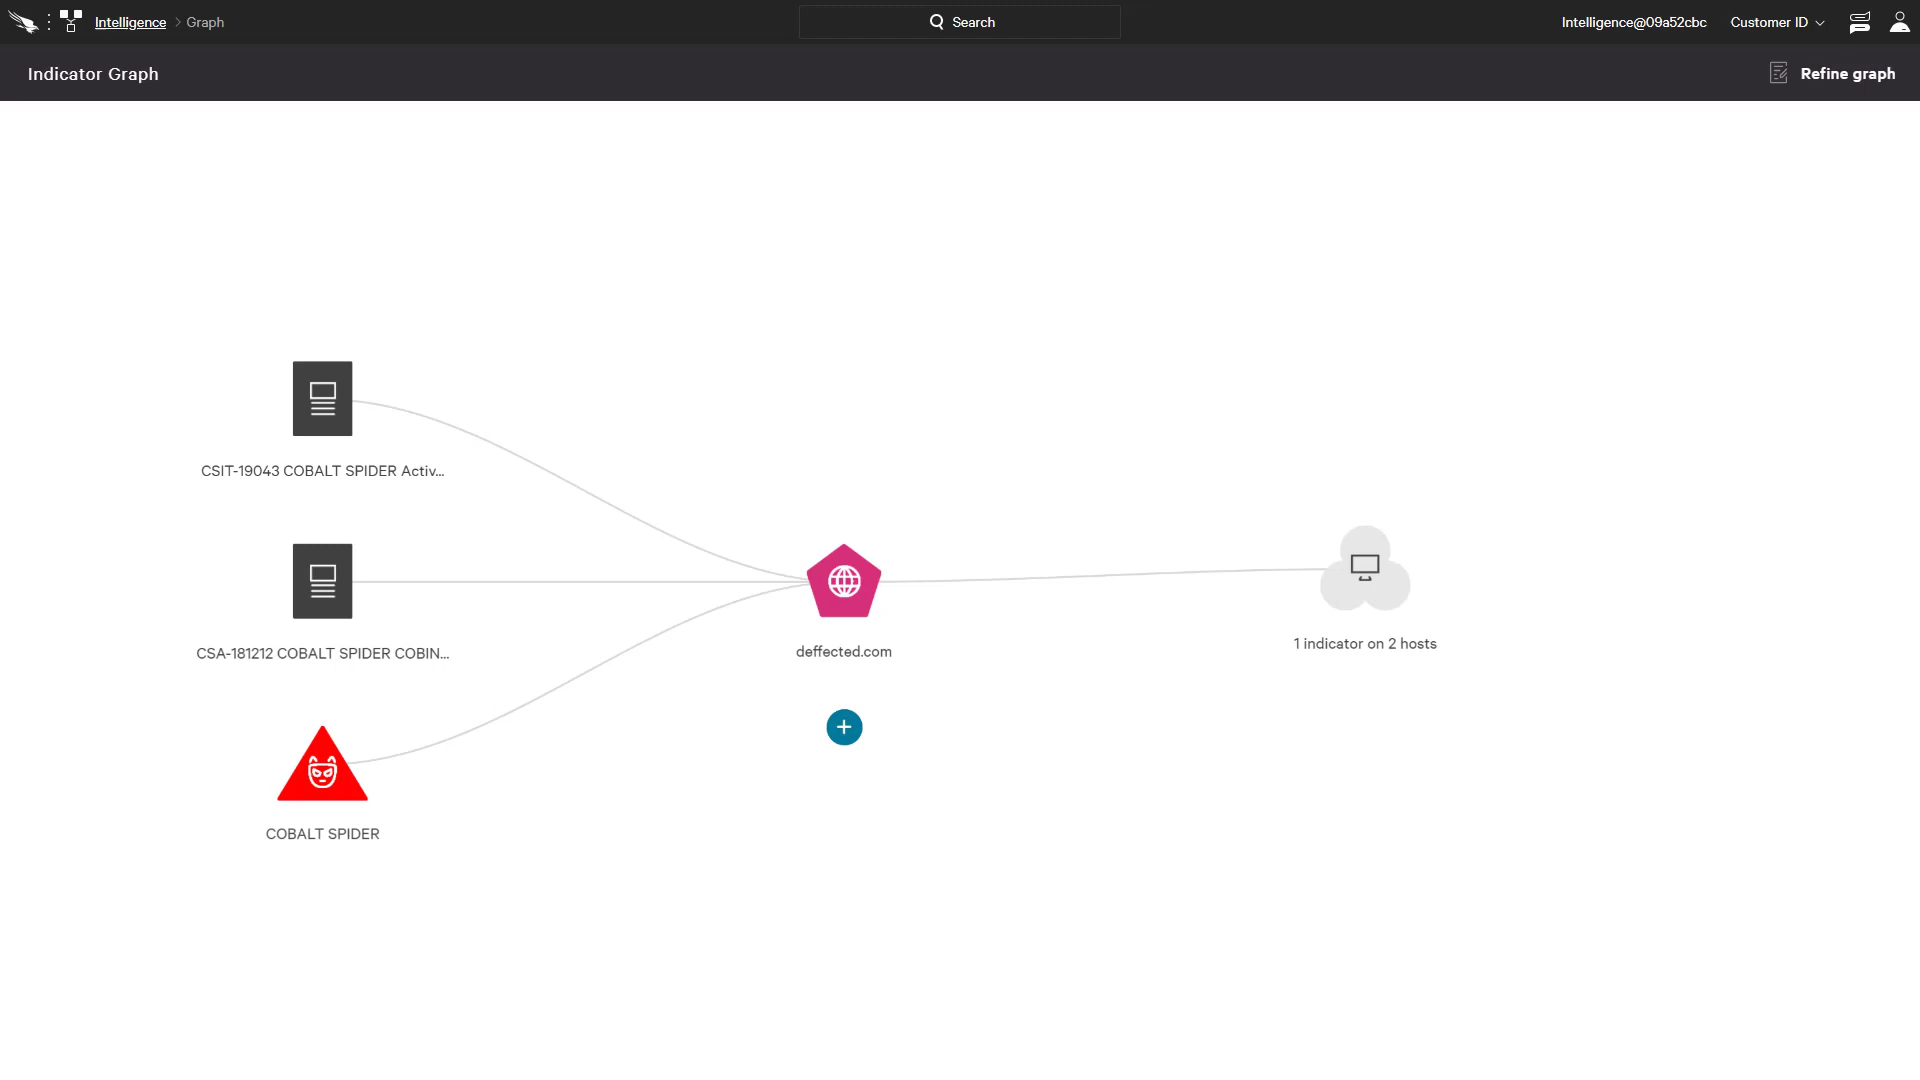 Intelligence > Graph
Search
Intelligence@09a52cbc
Customer ID
Indicator Graph
Refine graph
CSIT-19043 COBALT SPIDER Activ...
CSA-181212 COBALT SPIDER COBIN...
deffected.com
1 indicator on 2 hosts
COBALT SPIDER